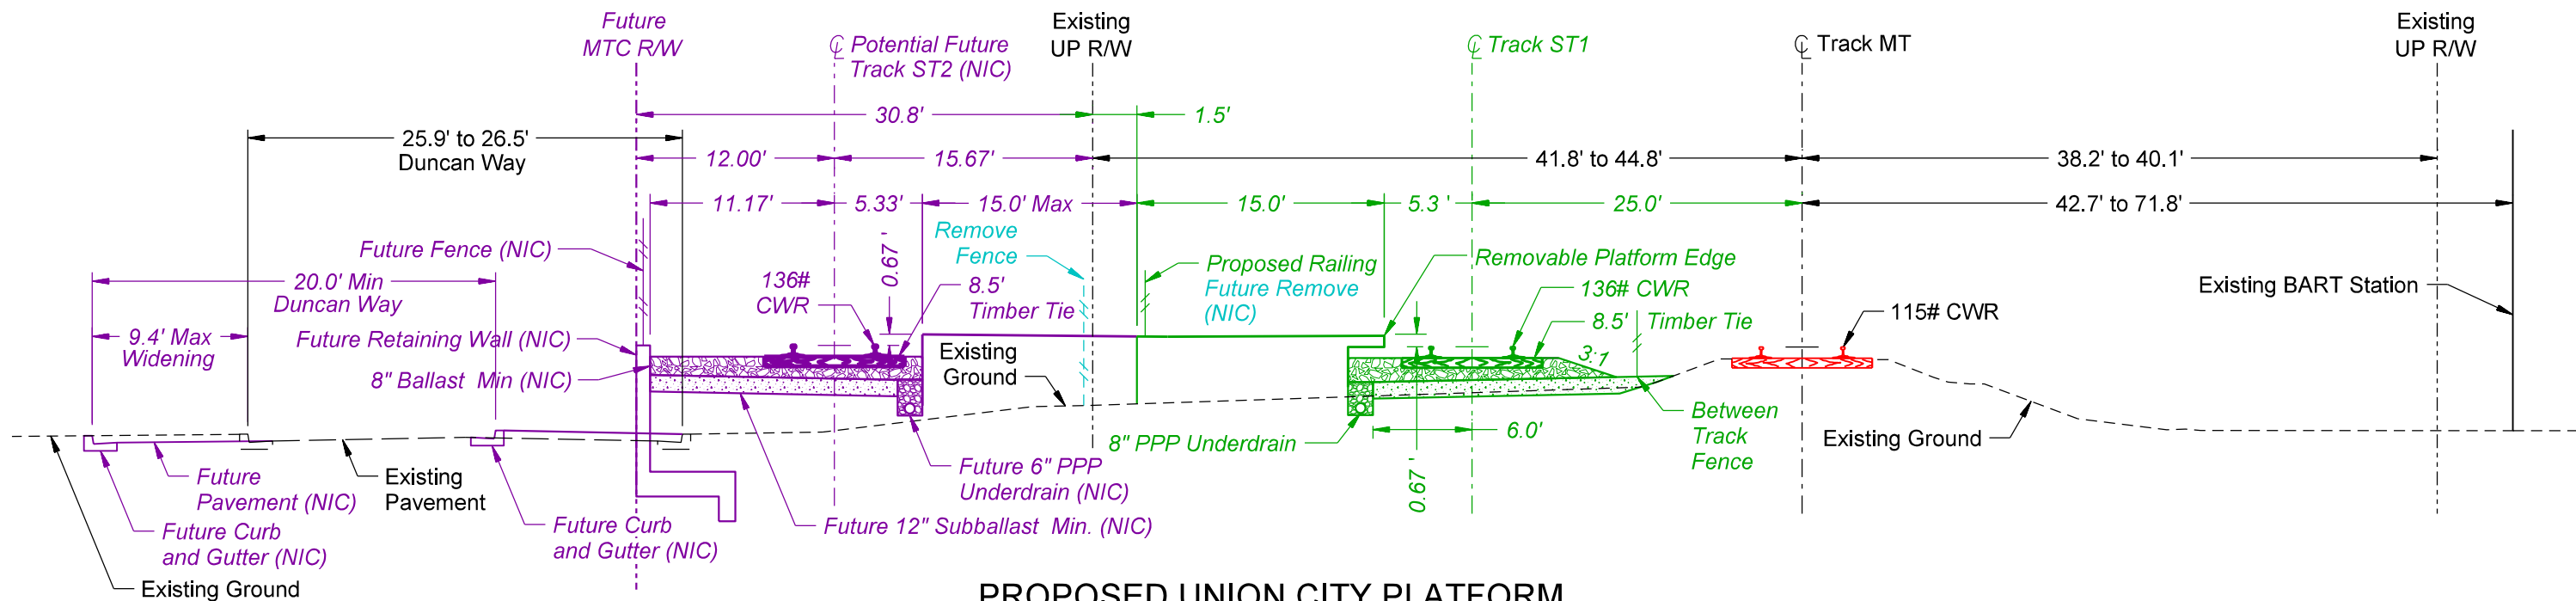 Future
MTC R/W
℄ Potential Future
Track ST2 (NIC)
Existing
UP R/W
℄ Track ST1
℄ Track MT
Existing
UP R/W
30.8'
1.5'
25.9' to 26.5'
Duncan Way
12.00'
15.67'
41.8' to 44.8'
38.2' to 40.1'
11.17'
5.33'
15.0' Max
15.0'
5.3 '
25.0'
42.7' to 71.8'
Future Fence (NIC)
20.0' Min
Duncan Way
9.4' Max
Widening
Future Retaining Wall (NIC)
8" Ballast Min (NIC)
136#
CWR
0.67 '
8.5'
Timber Tie
Remove
Fence
Existing
Ground
Proposed Railing
Future Remove
(NIC)
Removable Platform Edge
136# CWR
8.5' Timber Tie
3:1
115# CWR
Existing BART Station
Between
Track
Fence
Existing Ground
8" PPP Underdrain
0.67 '
6.0'
Future
Pavement (NIC)
Existing
Pavement
Future 6" PPP
Underdrain (NIC)
Future Curb
and Gutter (NIC)
Future Curb
and Gutter (NIC)
Future 12" Subballast Min. (NIC)
Existing Ground
PROPOSED UNION CITY PLATFORM